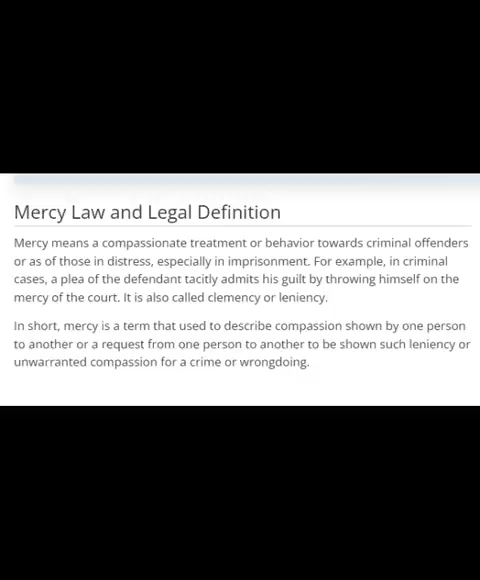 Mercy Law and Legal Definition
Mercy means a compassionate treatment or behavior towards criminal offenders
or as of those in distress, especially in imprisonment. For example, in criminal
cases, a plea of the defendant tacitly admits his guilt by throwing himself on the
mercy of the court. It is also called clemency or leniency.
In short, mercy is a term that used to describe compassion shown by one person
to another or a request from one person to another to be shown such leniency or
unwarranted compassion for a crime or wrongdoing.